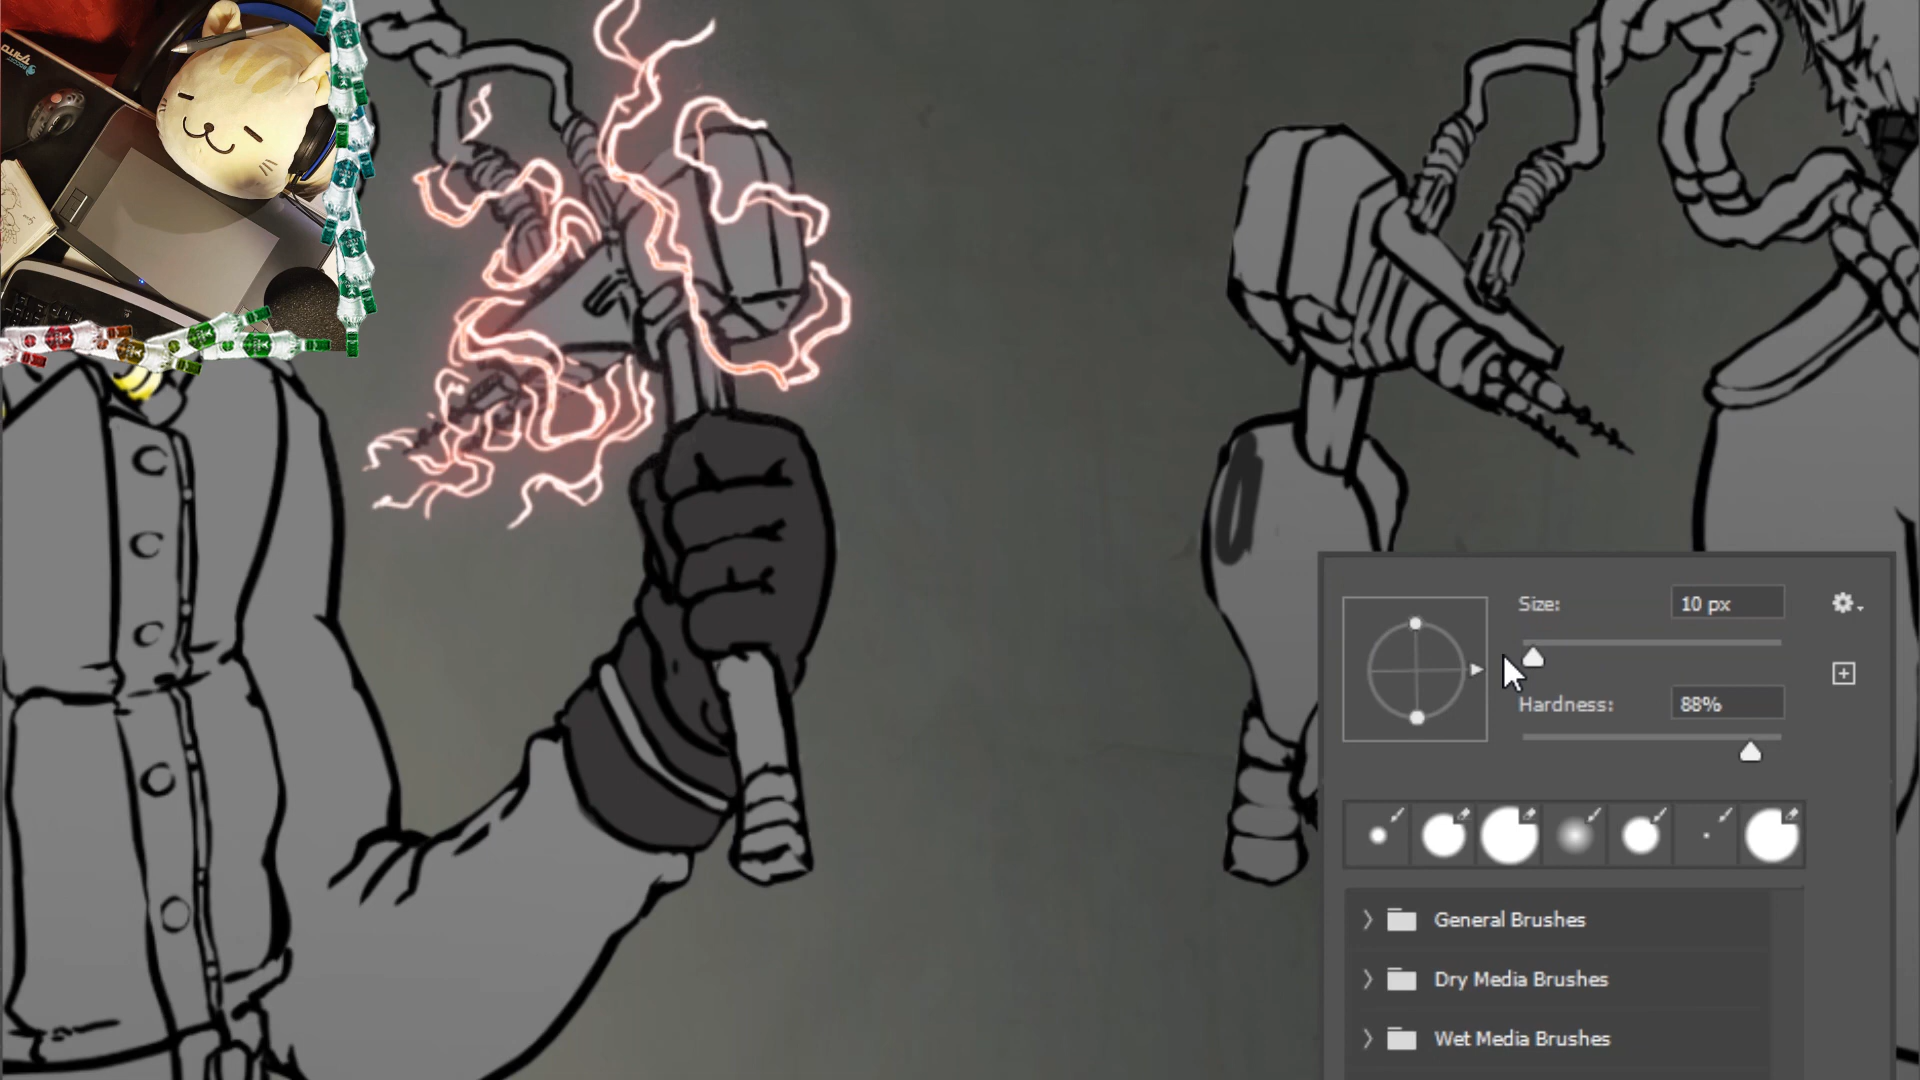 Size:
10 px
Hardness:
88%
General Brushes
Dry Media Brushes
Wet Media Brushes